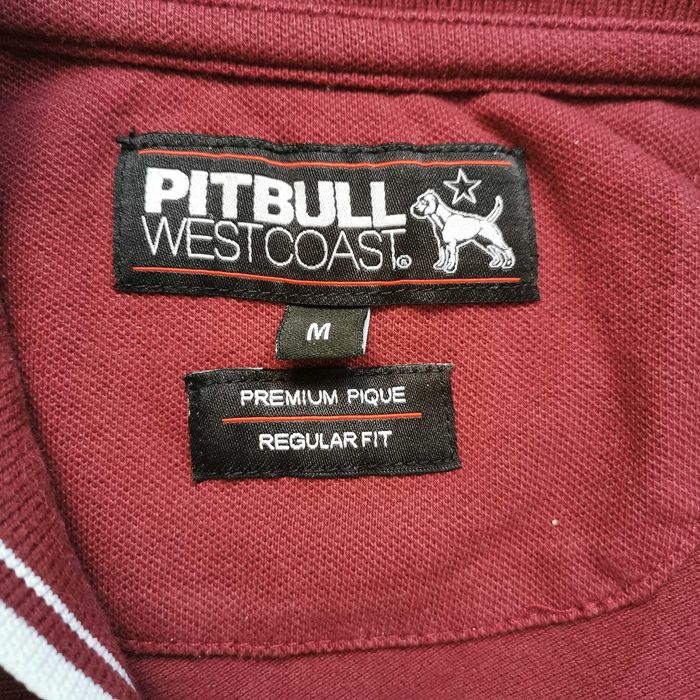 PITBULL
WESTCOAST®
M
PREMIUM PIQUE
REGULAR FIT